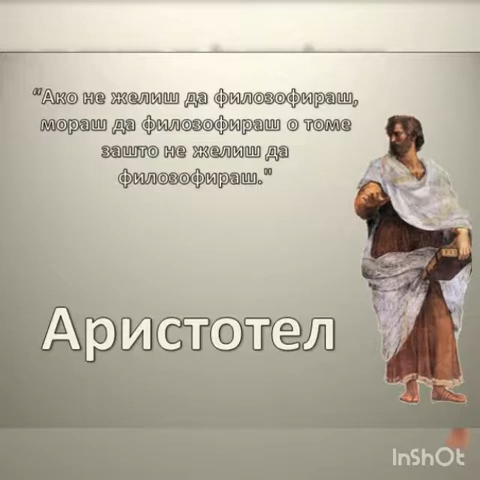 “Ако не желиш да филозофираш,
мораш да филозофираш о томе
зашто не желиш да
филозофираш."
Аристотел
InShOt